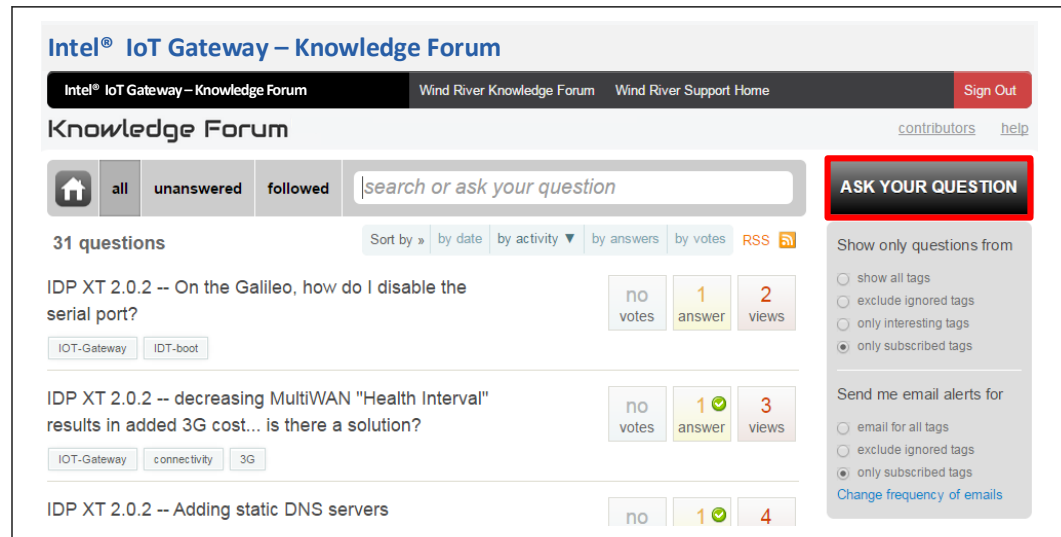 Intel® IoT Gateway – Knowledge Forum
Intel® IoT Gateway – Knowledge Forum Wind River Knowledge Forum Wind River Support Home Sign Out
Knowledge Forum contributors help
all unanswered followed search or ask your question ASK YOUR QUESTION
31 questions Sort by » by date by activity ▼ by answers by votes RSS
IDP XT 2.0.2 -- On the Galileo, how do I disable the
serial port?
no 1 2
votes answer views
IOT-Gateway IDT-boot
IDP XT 2.0.2 -- decreasing MultiWAN "Health Interval"
results in added 3G cost... is there a solution?
no 1 3
votes answer views
IOT-Gateway connectivity 3G
IDP XT 2.0.2 -- Adding static DNS servers
no 1 4
Show only questions from
show all tags
exclude ignored tags
only interesting tags
only subscribed tags
Send me email alerts for
email for all tags
exclude ignored tags
only subscribed tags
Change frequency of emails